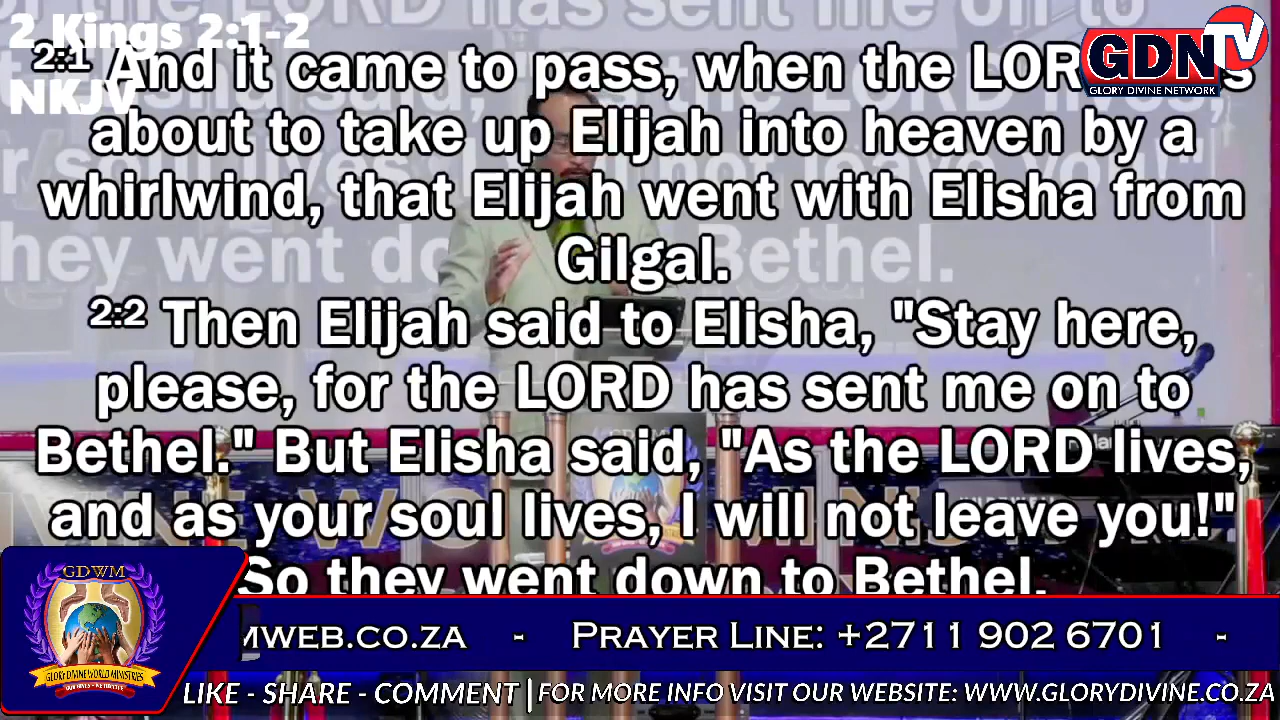 2 Kings 2:1-2
NKJV
GDN TV
GLORY DIVINE NETWORK
2:1 And it came to pass, when the
about to take up Elijah into heaven by a
whirlwind, that Elijah went with Elisha from
Gilgal.
2:2 Then Elijah said to Elisha, "Stay here,
please, for the LORD has sent me on to
Bethel." But Elisha said, "As the LORD lives,
and as your soul lives, I will not leave you!"
So they went down to Bethel.
GDWM
GLORY DIVINE WORLD MINISTRIES
MWEB.CO.ZA - PRAYER LINE: +2711 902 6701 -
LIKE - SHARE - COMMENT | FOR MORE INFO VISIT OUR WEBSITE: WWW.GLORYDIVINE.CO.ZA